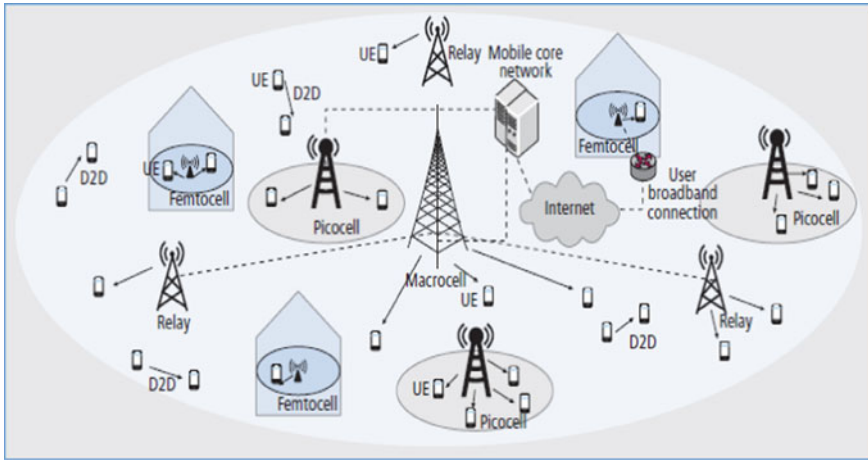 UE
Relay
Mobile core
network
UE
D2D
D2D
UE
Femtocell
Picocell
Femtocell
User
broadband
connection
Internet
Picocell
Macrocell
UE
Relay
Relay
D2D
D2D
Femtocell
UE
Picocell